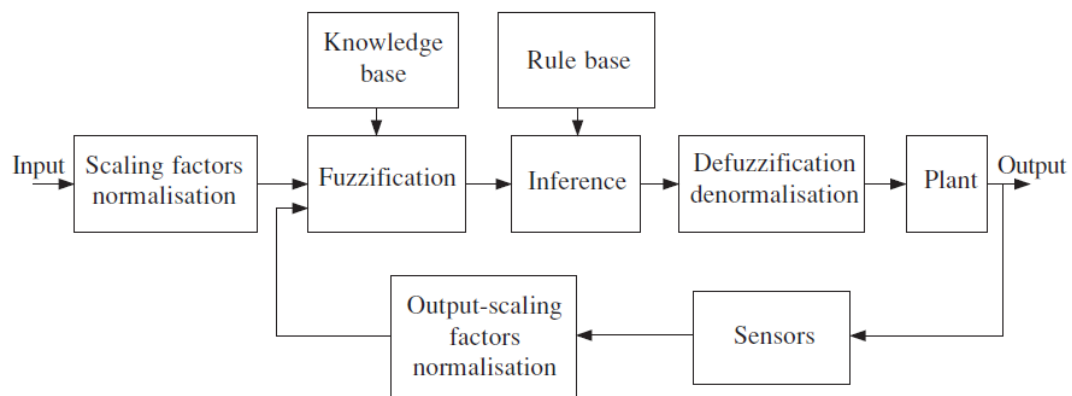 Knowledge
base
Rule base
Input
Scaling factors
normalisation
Fuzzification
Inference
Defuzzification
denormalisation
Plant
Output
Output-scaling
factors
normalisation
Sensors